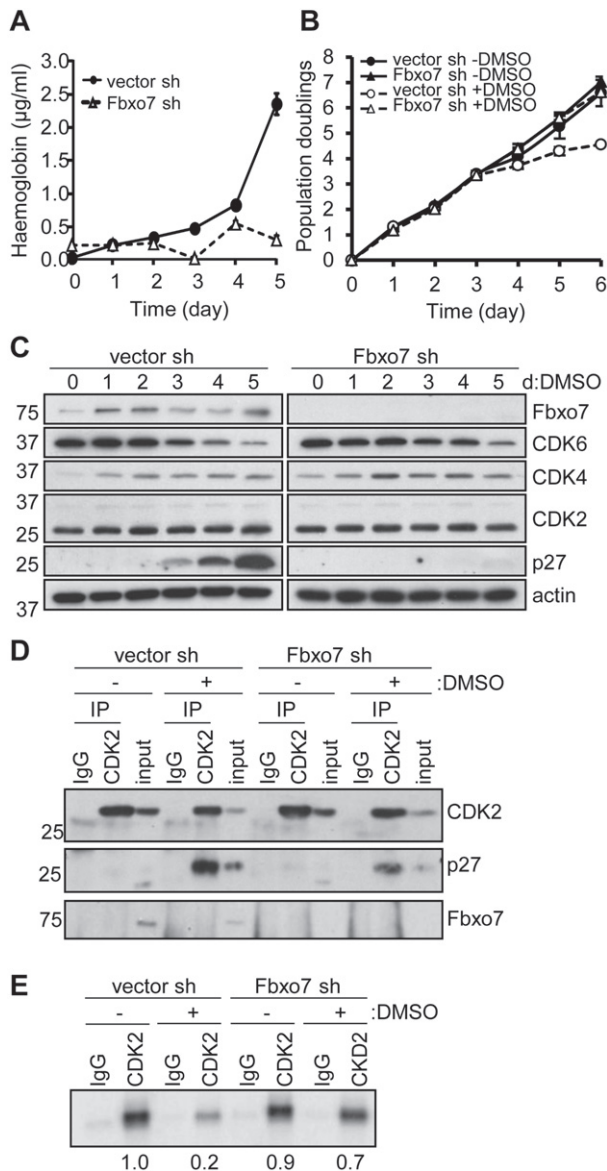 A
Haemoglobin (µg/ml)
3.0
2.5
2.0
1.5
1.0
0.5
0.0
vector sh
Fbxo7 sh
0 1 2 3 4 5
Time (day)
B
Population doublings
8
7
6
5
4
3
2
1
0
vector sh -DMSO
Fbxo7 sh -DMSO
vector sh +DMSO
Fbxo7 sh +DMSO
0 1 2 3 4 5 6
Time (day)
C
vector sh Fbxo7 sh
0 1 2 3 4 5 0 1 2 3 4 5 d:DMSO
75 Fbxo7
37 CDK6
37 CDK4
37
25 CDK2
25 p27
37 actin
D
vector sh Fbxo7 sh
- + - + :DMSO
IP IP IP IP
IgG CDK2 input IgG CDK2 input IgG CDK2 input IgG CDK2 input
25 CDK2
25 p27
75 Fbxo7
E
vector sh Fbxo7 sh
- + - + :DMSO
IgG CDK2 IgG CDK2 IgG CDK2 IgG CKD2
1.0 0.2 0.9 0.7